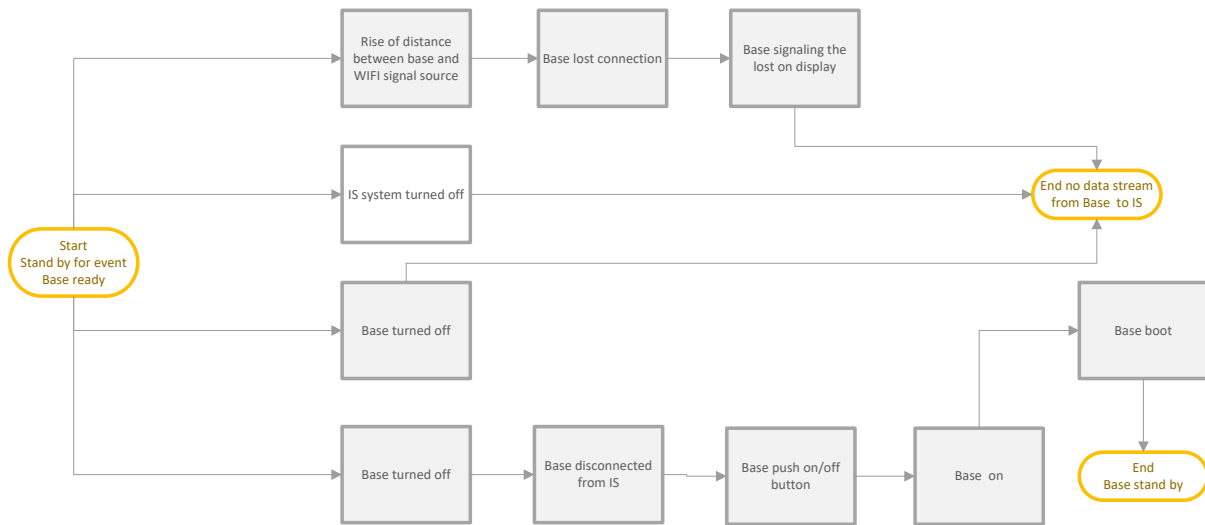 Rise of distance
between base and
WIFI signal source
Base lost connection
Base signaling the
lost on display
IS system turned off
End no data stream
from Base  to IS
Start
Stand by for event
Base ready
Base turned off
Base boot
Base turned off
Base disconnected
from IS
Base push on/off
button
Base  on
End
Base stand by